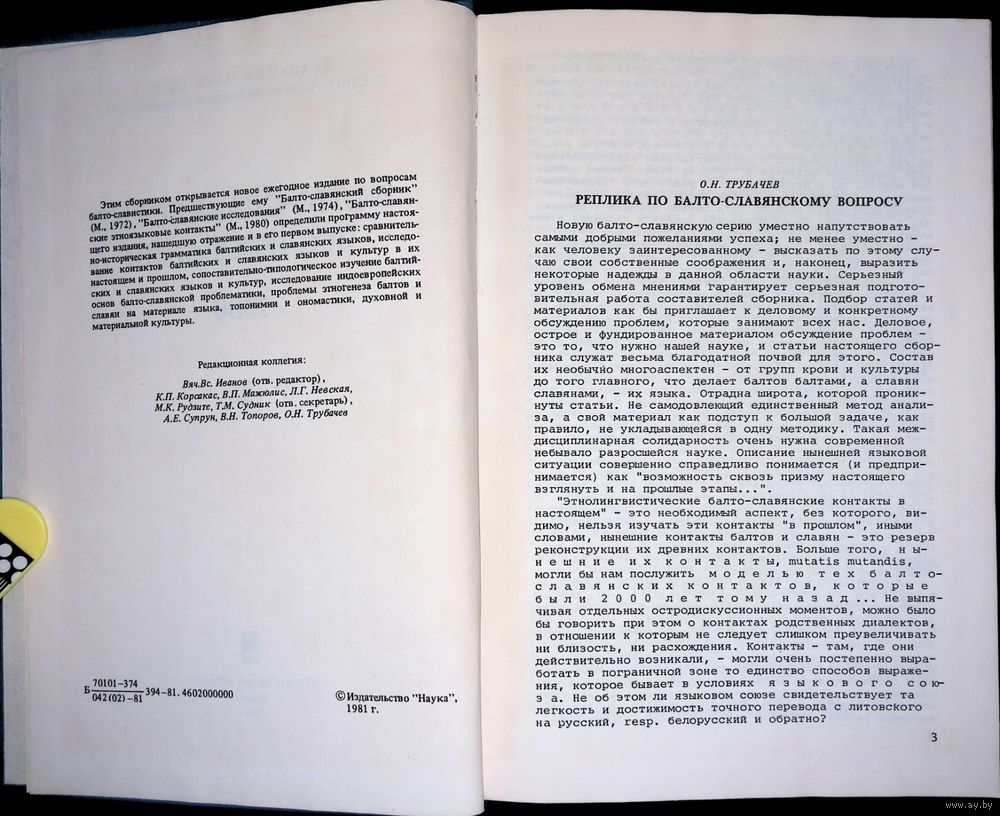 Этим сборником открывается новое ежегодное издание по вопросам
балто-славистики. Предшествующие ему "Балто-славянский сборник"
(М., 1972), "Балто-славянские исследования" (М., 1974), "Балто-славян-
ские этноязыковые контакты" (М., 1980) определили программу настоя-
щего издания, нашедшую отражение и в его первом выпуске: сравнитель-
но-историческая грамматика балтийских и славянских языков, исследо-
вание контактов балтийских и славянских языков и культур в их
настоящем и прошлом, сопоставительно-типологическое изучение балтий-
ских и славянских языков и культур, исследование индоевропейских
основ балто-славянской проблематики, проблемы этногенеза балтов и
славян на материале языка, топонимии и ономастики, духовной и
материальной культуры.
Редакционная коллегия:
Вяч.Вс. Иванов (отв. редактор),
К.П. Корсакас, В.П. Мажюлис, Л.Г. Невская,
М.К. Рудзите, Т.М. Судник (отв. секретарь),
А.Е. Супрун, В.Н. Топоров, О.Н. Трубачев
Б 70101-374
042(02)-81 394-81. 4602000000
© Издательство "Наука",
1981 г.
О.Н. ТРУБАЧЕВ
РЕПЛИКА ПО БАЛТО-СЛАВЯНСКОМУ ВОПРОСУ
Новую балто-славянскую серию уместно напутствовать
самыми добрыми пожеланиями успеха; не менее уместно -
как человеку заинтересованному - высказать по этому слу-
чаю свои собственные соображения и, наконец, выразить
некоторые надежды в данной области науки. Серьезный
уровень обмена мнениями гарантирует серьезная подгото-
вительная работа составителей сборника. Подбор статей и
материалов как бы приглашает к деловому и конкретному
обсуждению проблем, которые занимают всех нас. Деловое,
острое и фундированное материалом обсуждение проблем -
это то, что нужно нашей науке, и статьи настоящего сбор-
ника служат весьма благодатной почвой для этого. Состав
их необычно многоаспектен - от групп крови и культуры
до того главного, что делает балтов балтами, а славян
славянами, - их языка. Отрадна широта, которой проник-
нуты статьи. Не самодовлеющий единственный метод анали-
за, а свой материал как подступ к большой задаче, как
правило, не укладывающейся в одну методику. Такая меж-
дисциплинарная солидарность очень нужна современной
небывало разросшейся науке. Описание нынешней языковой
ситуации совершенно справедливо понимается (и предпри-
нимается) как "возможность сквозь призму настоящего
взглянуть и на прошлые этапы...".
"Этнолингвистические балто-славянские контакты в
настоящем" - это необходимый аспект, без которого, ви-
димо, нельзя изучать эти контакты "в прошлом", иными
словами, нынешние контакты балтов и славян - это резерв
реконструкции их древних контактов. Больше того, н ы-
н е ш н и е и х к о н т а к т ы, mutatis mutandis,
могли бы нам послужить м о д е л ь ю т е х б а л т о-
с л а в я н с к и х к о н т а к т о в, к о т о р ы е
б ы л и 2 0 0 0 л е т т о м у н а з а д ... Не выпя-
чивая отдельных остродискуссионных моментов, можно было
бы говорить при этом о контактах родственных диалектов,
в отношении к которым не следует слишком преувеличивать
ни близость, ни расхождения. Контакты - там, где они
действительно возникали, - могли очень постепенно выра-
ботать в пограничной зоне то единство способов выраже-
ния, которое бывает в условиях я з ы к о в о г о с о ю-
з а. Не об этом ли языковом союзе свидетельствует та
легкость и достижимость точного перевода с литовского
на русский, resp. белорусский и обратно?
3
www.ay.by